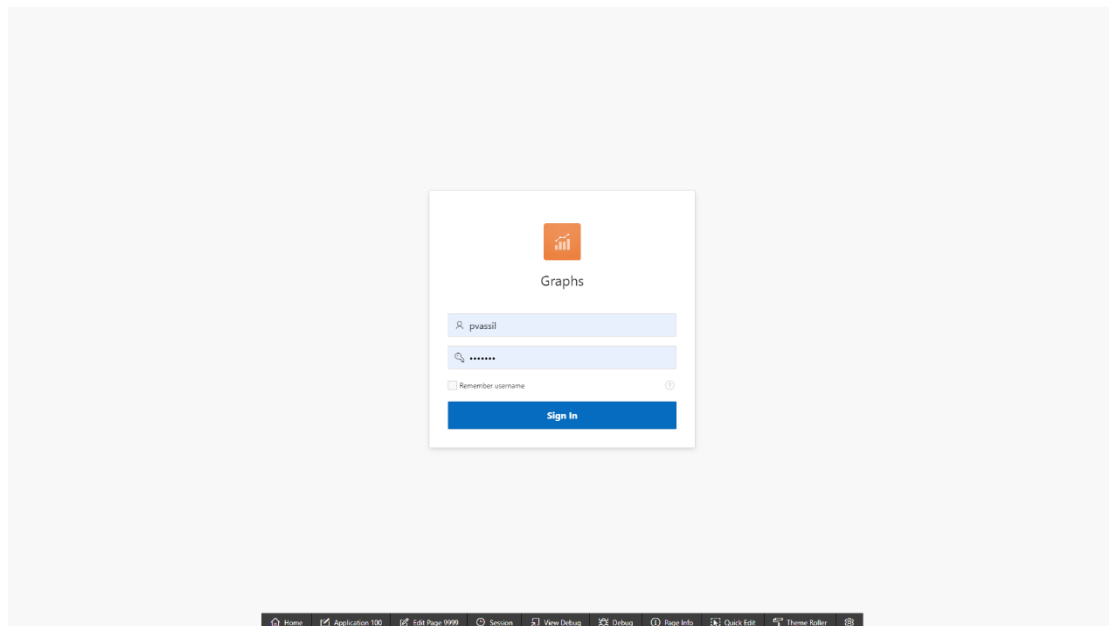 Graphs
pvassil
•••••••
Remember username
Sign In
Home Application 100 Edit Page 9999 Session View Debug Debug Page Info Quick Edit Theme Roller